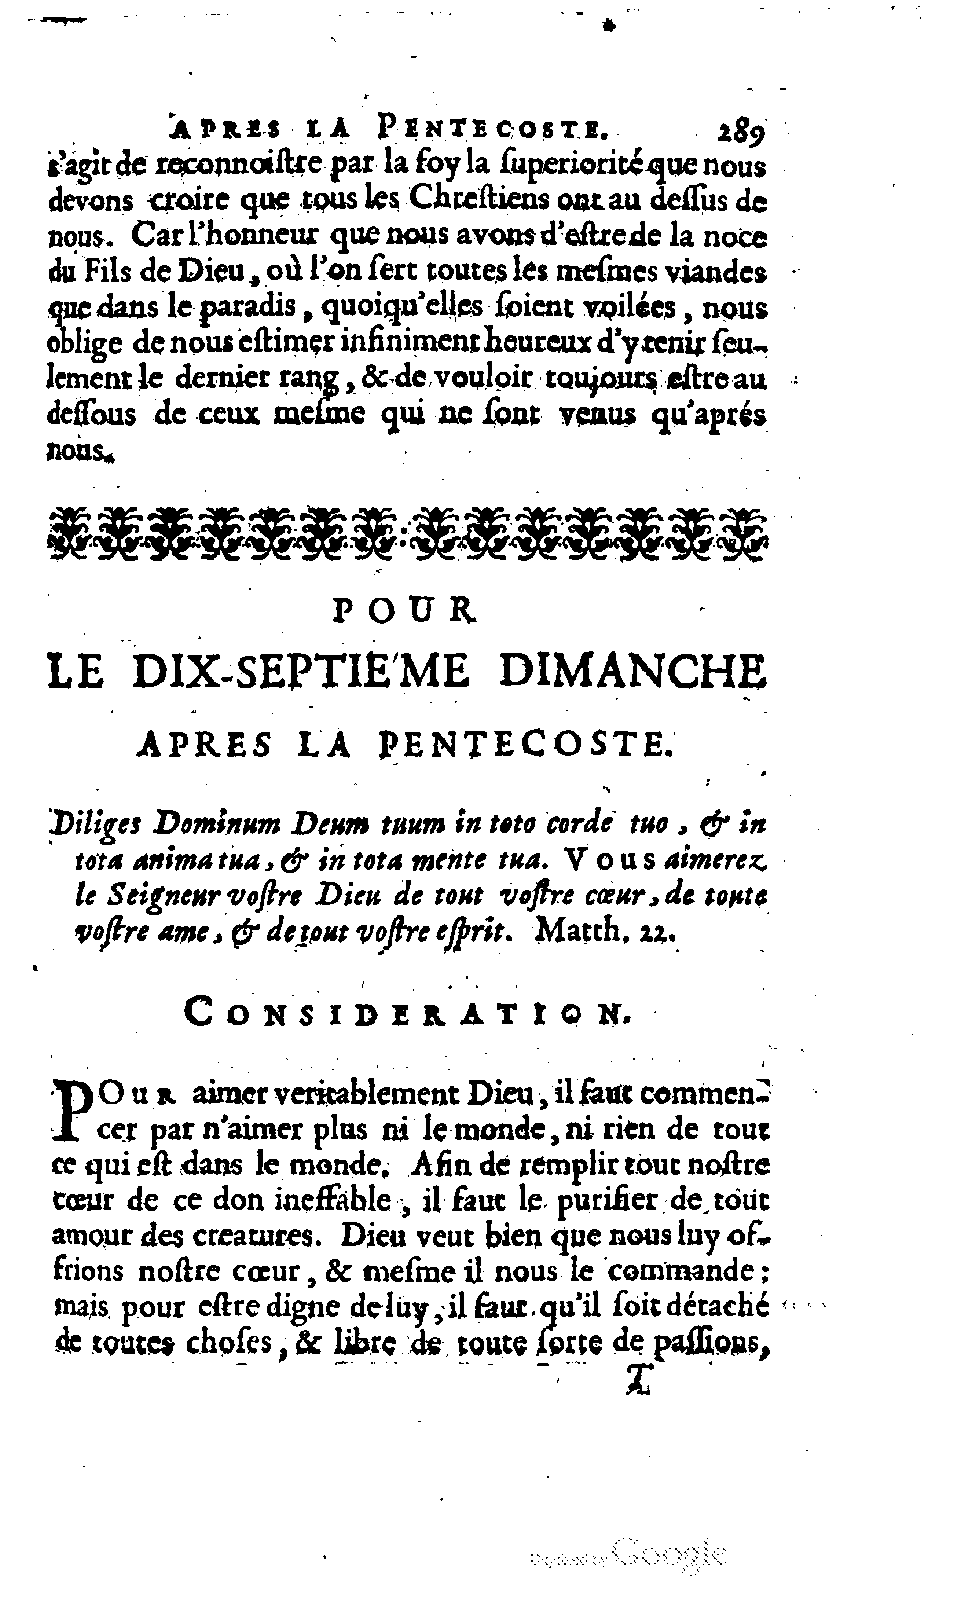 APRES LA PENTECOSTE. 289
s'agit de reconnoiſtre par la foy la ſuperiorité que nous
devons croire que tous les Chreſtiens ont au deſſus de
nous. Car l'honneur que nous avons d'eſtre de la noce
du Fils de Dieu, où l'on ſert toutes les meſmes viandes
que dans le paradis, quoiqu'elles ſoient voilées, nous
oblige de nous eſtimer infiniment heureux d'y tenir ſeu-
lement le dernier rang, & de vouloir toujours eſtre au
deſſous de ceux meſme qui ne ſont venus qu'aprés
nous.
POUR
LE DIX-SEPTIE'ME DIMANCHE
APRES LA PENTECOSTE.
Diliges Dominum Deum tuum in toto corde tuo, & in
tota anima tua, & in tota mente tua. Vous aimerez
le Seigneur voſtre Dieu de tout voſtre cœur, de toute
voſtre ame, & de tout voſtre eſprit. Matth. 22.
CONSIDERATION.
POuR aimer veritablement Dieu, il faut commen-
cer par n'aimer plus ni le monde, ni rien de tout
ce qui eſt dans le monde. Afin de remplir tout noſtre
cœur de ce don ineffable, il faut le purifier de tout
amour des creatures. Dieu veut bien que nous luy of-
frions noſtre cœur, & meſme il nous le commande;
mais pour eſtre digne de luy, il faut qu'il ſoit détaché
de toutes choſes, & libre de toute ſorte de paſſions,
T
Digitized by Google